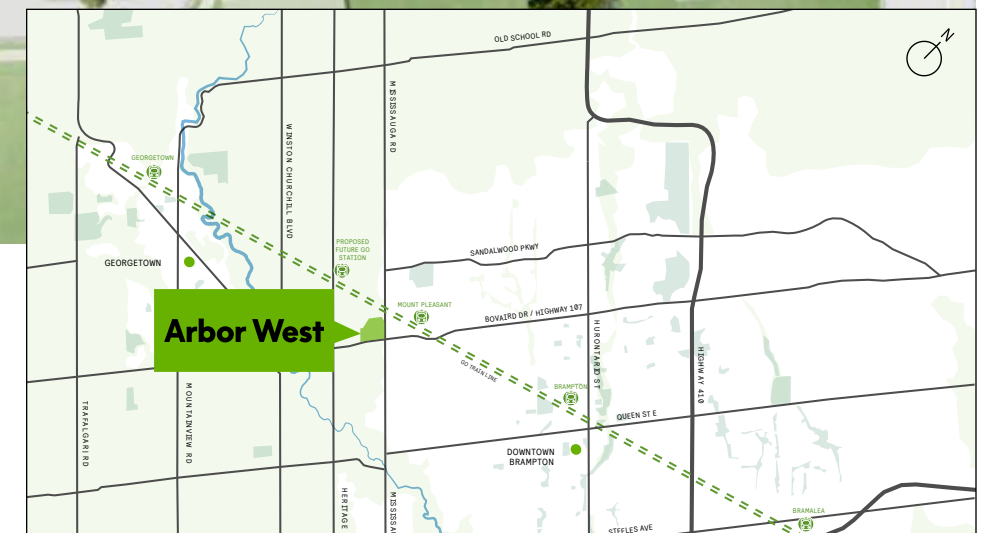 OLD SCHOOL RD
N
MISSISSAUGA RD
WINSTON CHURCHILL BLVD
GEORGETOWN
PROPOSED
FUTURE GO
STATION
SANDALWOOD PKWY
GEORGETOWN
MOUNT PLEASANT
BOVAIRD DR / HIGHWAY 107
Arbor West
HURONTARIO ST
HIGHWAY 410
GO TRAIN LINE
BRAMPTON
QUEEN ST E
TRAFALGAR RD
MOUNTAINVIEW RD
DOWNTOWN
BRAMPTON
HERITAGE
MISSISSA
BRAMALEA
STEELES AVE